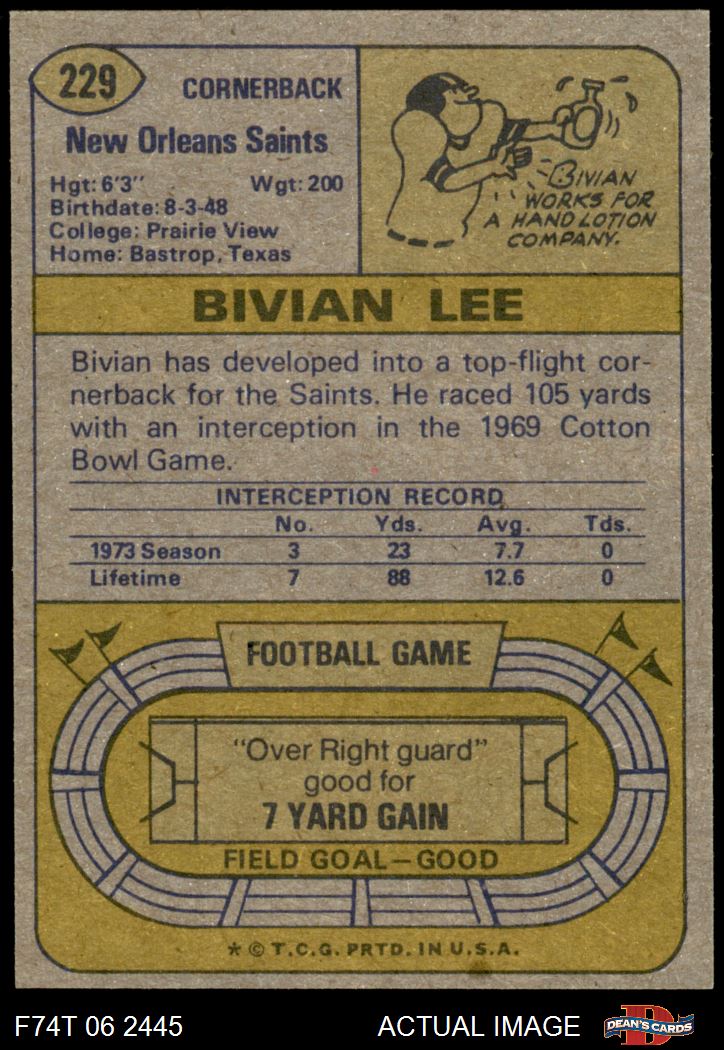 229
CORNERBACK
New Orleans Saints
Hgt: 6'3" Wgt: 200
Birthdate: 8-3-48
College: Prairie View
Home: Bastrop, Texas
BIVIAN
WORKS FOR
A HAND LOTION
COMPANY.
BIVIAN LEE
Bivian has developed into a top-flight cor-
nerback for the Saints. He raced 105 yards
with an interception in the 1969 Cotton
Bowl Game.
INTERCEPTION RECORD
No. Yds. Avg. Tds.
1973 Season 3 23 7.7 0
Lifetime 7 88 12.6 0
FOOTBALL GAME
"Over Right guard"
good for
7 YARD GAIN
FIELD GOAL—GOOD
* © T.C.G. PRTD. IN U.S.A.
F74T 06 2445 ACTUAL IMAGE D DEAN'S CARDS